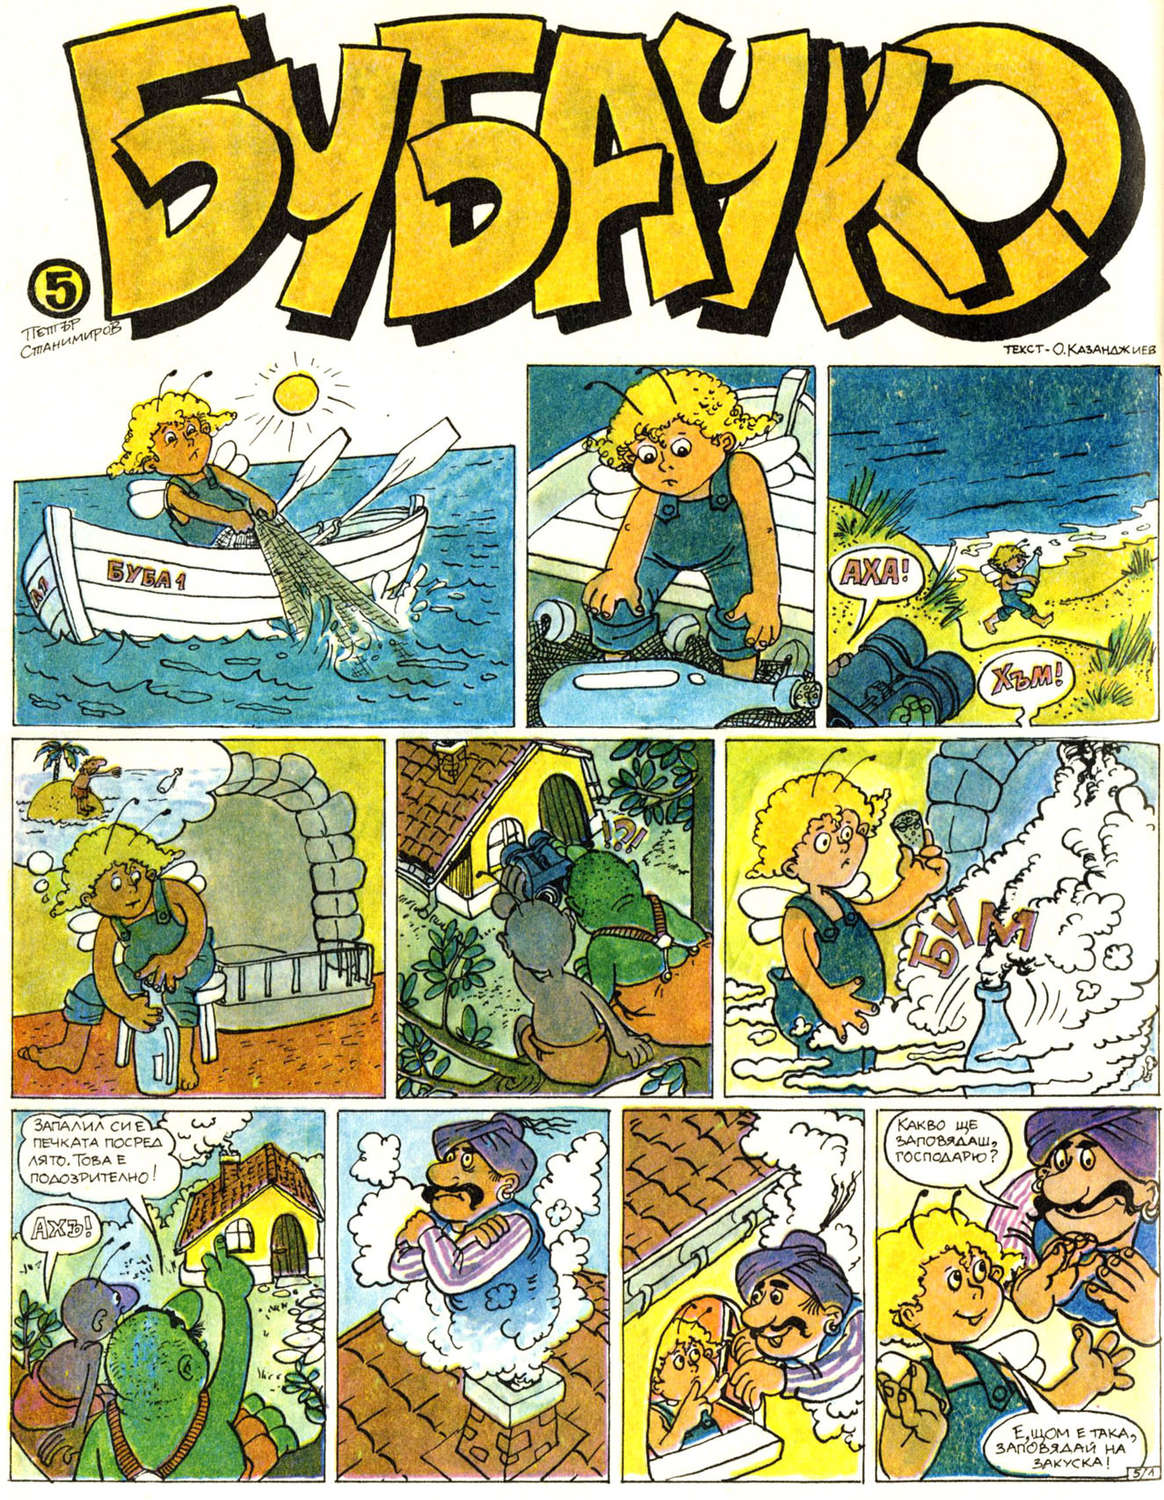 БУБАУКО
5
ПЕТЪР
СТАНИМИРОВ
ТЕКСТ - О. КАЗАНДЖИЕВ
БУБА 1
АХА!
ХЪМ!
!?!
БУМ
ЗАПАЛИЛ СИ Е
ПЕЧКАТА ПОСРЕД
ЛЯТО. ТОВА Е
ПОДОЗРИТЕЛНО!
АХЪ!
КАКВО ЩЕ
ЗАПОВЯДАШ,
ГОСПОДАРЮ?
Е, ЩОМ Е ТАКА,
ЗАПОВЯДАЙ НА
ЗАКУСКА!
5/1